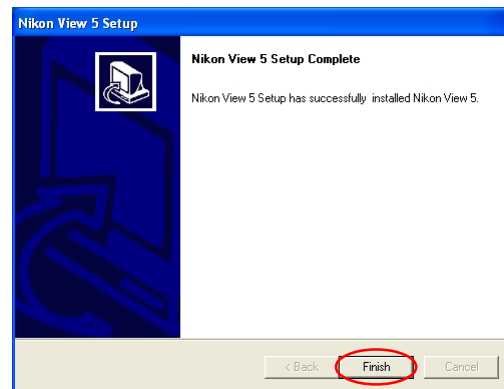 Nikon View 5 Setup
Nikon View 5 Setup Complete
Nikon View 5 Setup has successfully installed Nikon View 5.
< Back Finish Cancel